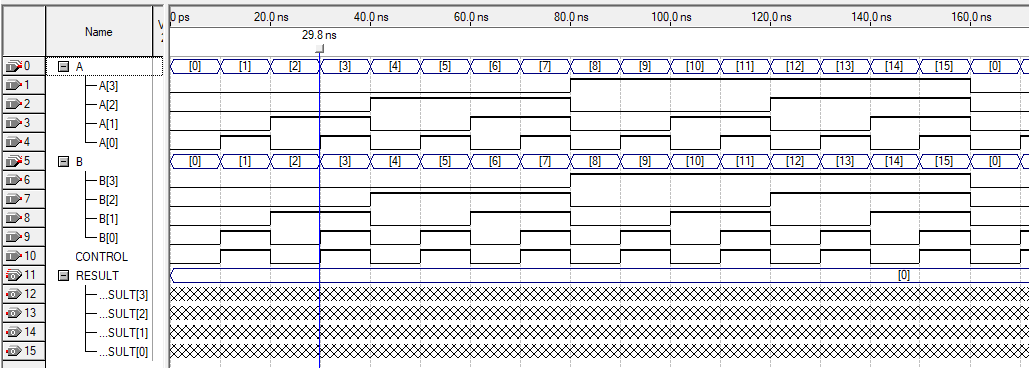 Name
V
0 ps 20.0 ns 40.0 ns 60.0 ns 80.0 ns 100.0 ns 120.0 ns 140.0 ns 160.0 ns
29.8 ns
0 A [0] [1] [2] [3] [4] [5] [6] [7] [8] [9] [10] [11] [12] [13] [14] [15] [0]
1 A[3]
2 A[2]
3 A[1]
4 A[0]
5 B [0] [1] [2] [3] [4] [5] [6] [7] [8] [9] [10] [11] [12] [13] [14] [15] [0]
6 B[3]
7 B[2]
8 B[1]
9 B[0]
10 CONTROL
11 RESULT [0]
12 ...SULT[3]
13 ...SULT[2]
14 ...SULT[1]
15 ...SULT[0]